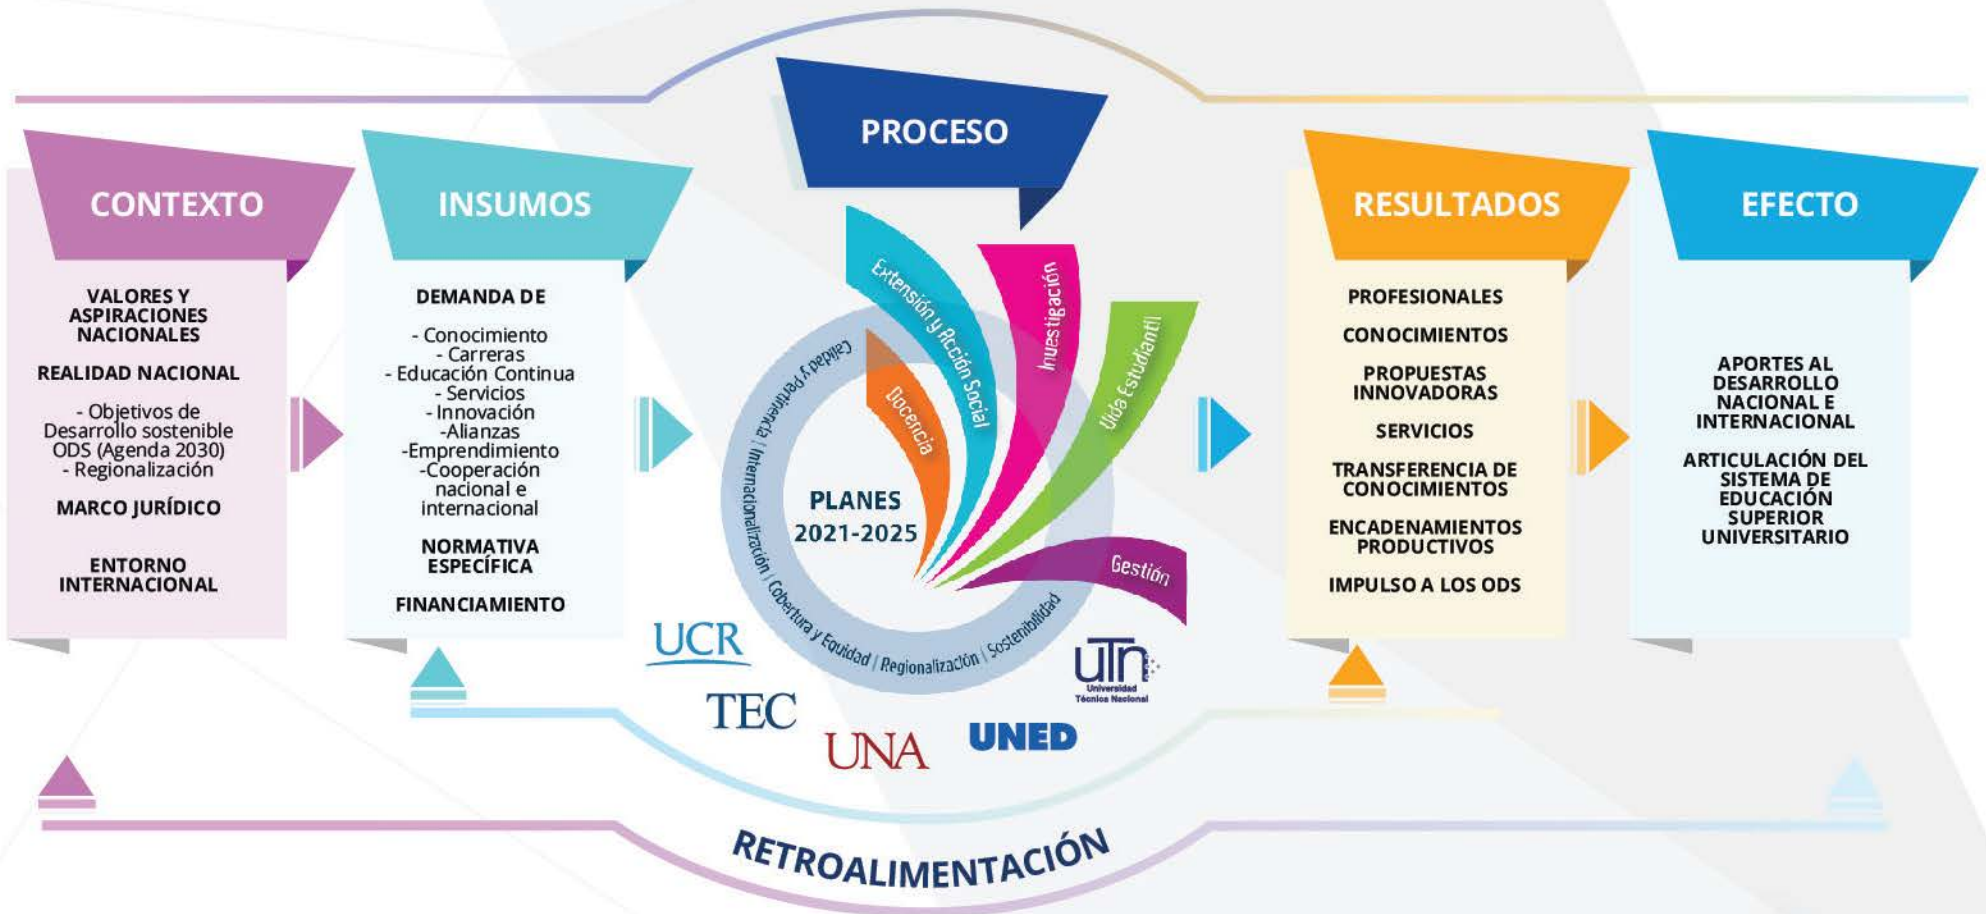 PROCESO
CONTEXTO
VALORES Y
ASPIRACIONES
NACIONALES
REALIDAD NACIONAL
- Objetivos de
Desarrollo sostenible
ODS (Agenda 2030)
- Regionalización
MARCO JURÍDICO
ENTORNO
INTERNACIONAL
INSUMOS
DEMANDA DE
- Conocimiento
- Carreras
- Educación Continua
- Servicios
- Innovación
-Alianzas
-Emprendimiento
-Cooperación
nacional e
internacional
NORMATIVA
ESPECÍFICA
FINANCIAMIENTO
Extensión y Acción Social
Investigación
Vida Estudiantil
Docencia
Gestión
PLANES
2021-2025
Calidad y Pertinencia | Internacionalización | Cobertura y Equidad | Regionalización | Sostenibilidad
UCR
TEC
UNA
UNED
UTn
Universidad
Técnica Nacional
RESULTADOS
PROFESIONALES
CONOCIMIENTOS
PROPUESTAS
INNOVADORAS
SERVICIOS
TRANSFERENCIA DE
CONOCIMIENTOS
ENCADENAMIENTOS
PRODUCTIVOS
IMPULSO A LOS ODS
EFECTO
APORTES AL
DESARROLLO
NACIONAL E
INTERNACIONAL
ARTICULACIÓN DEL
SISTEMA DE
EDUCACIÓN
SUPERIOR
UNIVERSITARIO
RETROALIMENTACIÓN